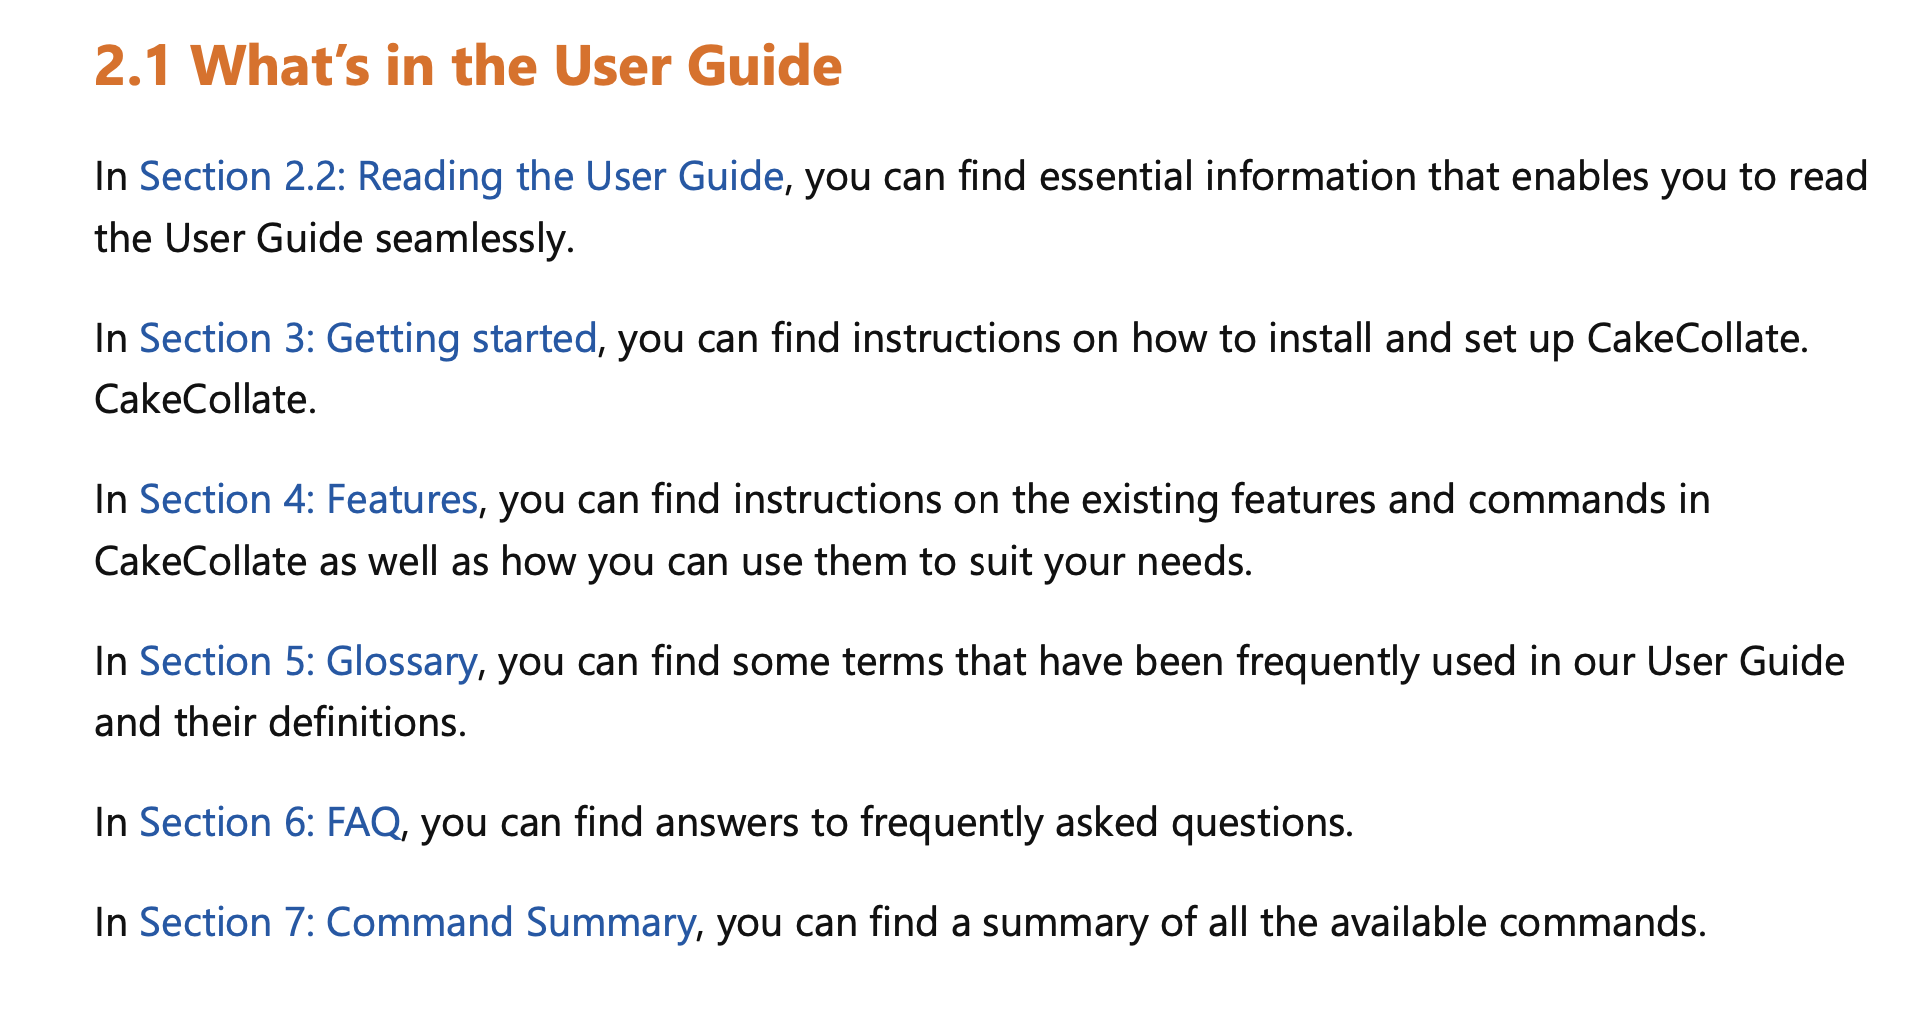 2.1 What’s in the User Guide
In Section 2.2: Reading the User Guide, you can find essential information that enables you to read
the User Guide seamlessly.
In Section 3: Getting started, you can find instructions on how to install and set up CakeCollate.
CakeCollate.
In Section 4: Features, you can find instructions on the existing features and commands in
CakeCollate as well as how you can use them to suit your needs.
In Section 5: Glossary, you can find some terms that have been frequently used in our User Guide
and their definitions.
In Section 6: FAQ, you can find answers to frequently asked questions.
In Section 7: Command Summary, you can find a summary of all the available commands.